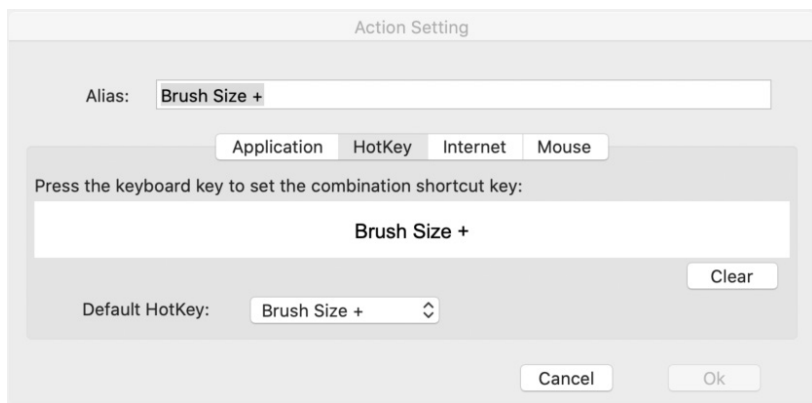 Action Setting
Alias: Brush Size +
Application HotKey Internet Mouse
Press the keyboard key to set the combination shortcut key:
Brush Size +
Clear
Default HotKey: Brush Size +
Cancel Ok